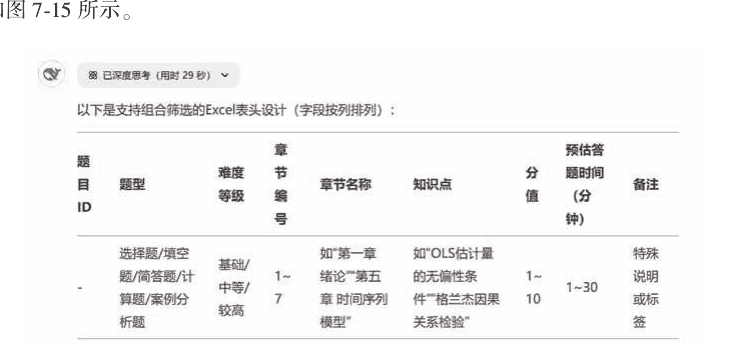 如图 7-15 所示。
已深度思考（用时 29 秒）
以下是支持组合筛选的Excel表头设计（字段按列排列）：
题目ID 题型 难度等级 章节编号 章节名称 知识点 分值 预估答题时间（分钟） 备注
- 选择题/填空题/简答题/计算题/案例分析题 基础/中等/较高 1~7 如"第一章 绪论""第五章 时间序列模型" 如"OLS估计量的无偏性条件""格兰杰因果关系检验" 1~10 1~30 特殊说明或标签